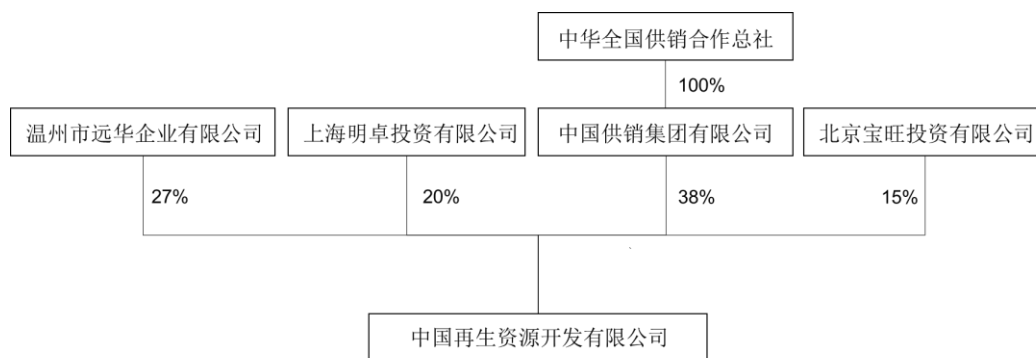 中华全国供销合作总社
100%
温州市远华企业有限公司
上海明卓投资有限公司
中国供销集团有限公司
北京宝旺投资有限公司
27%
20%
38%
15%
中国再生资源开发有限公司